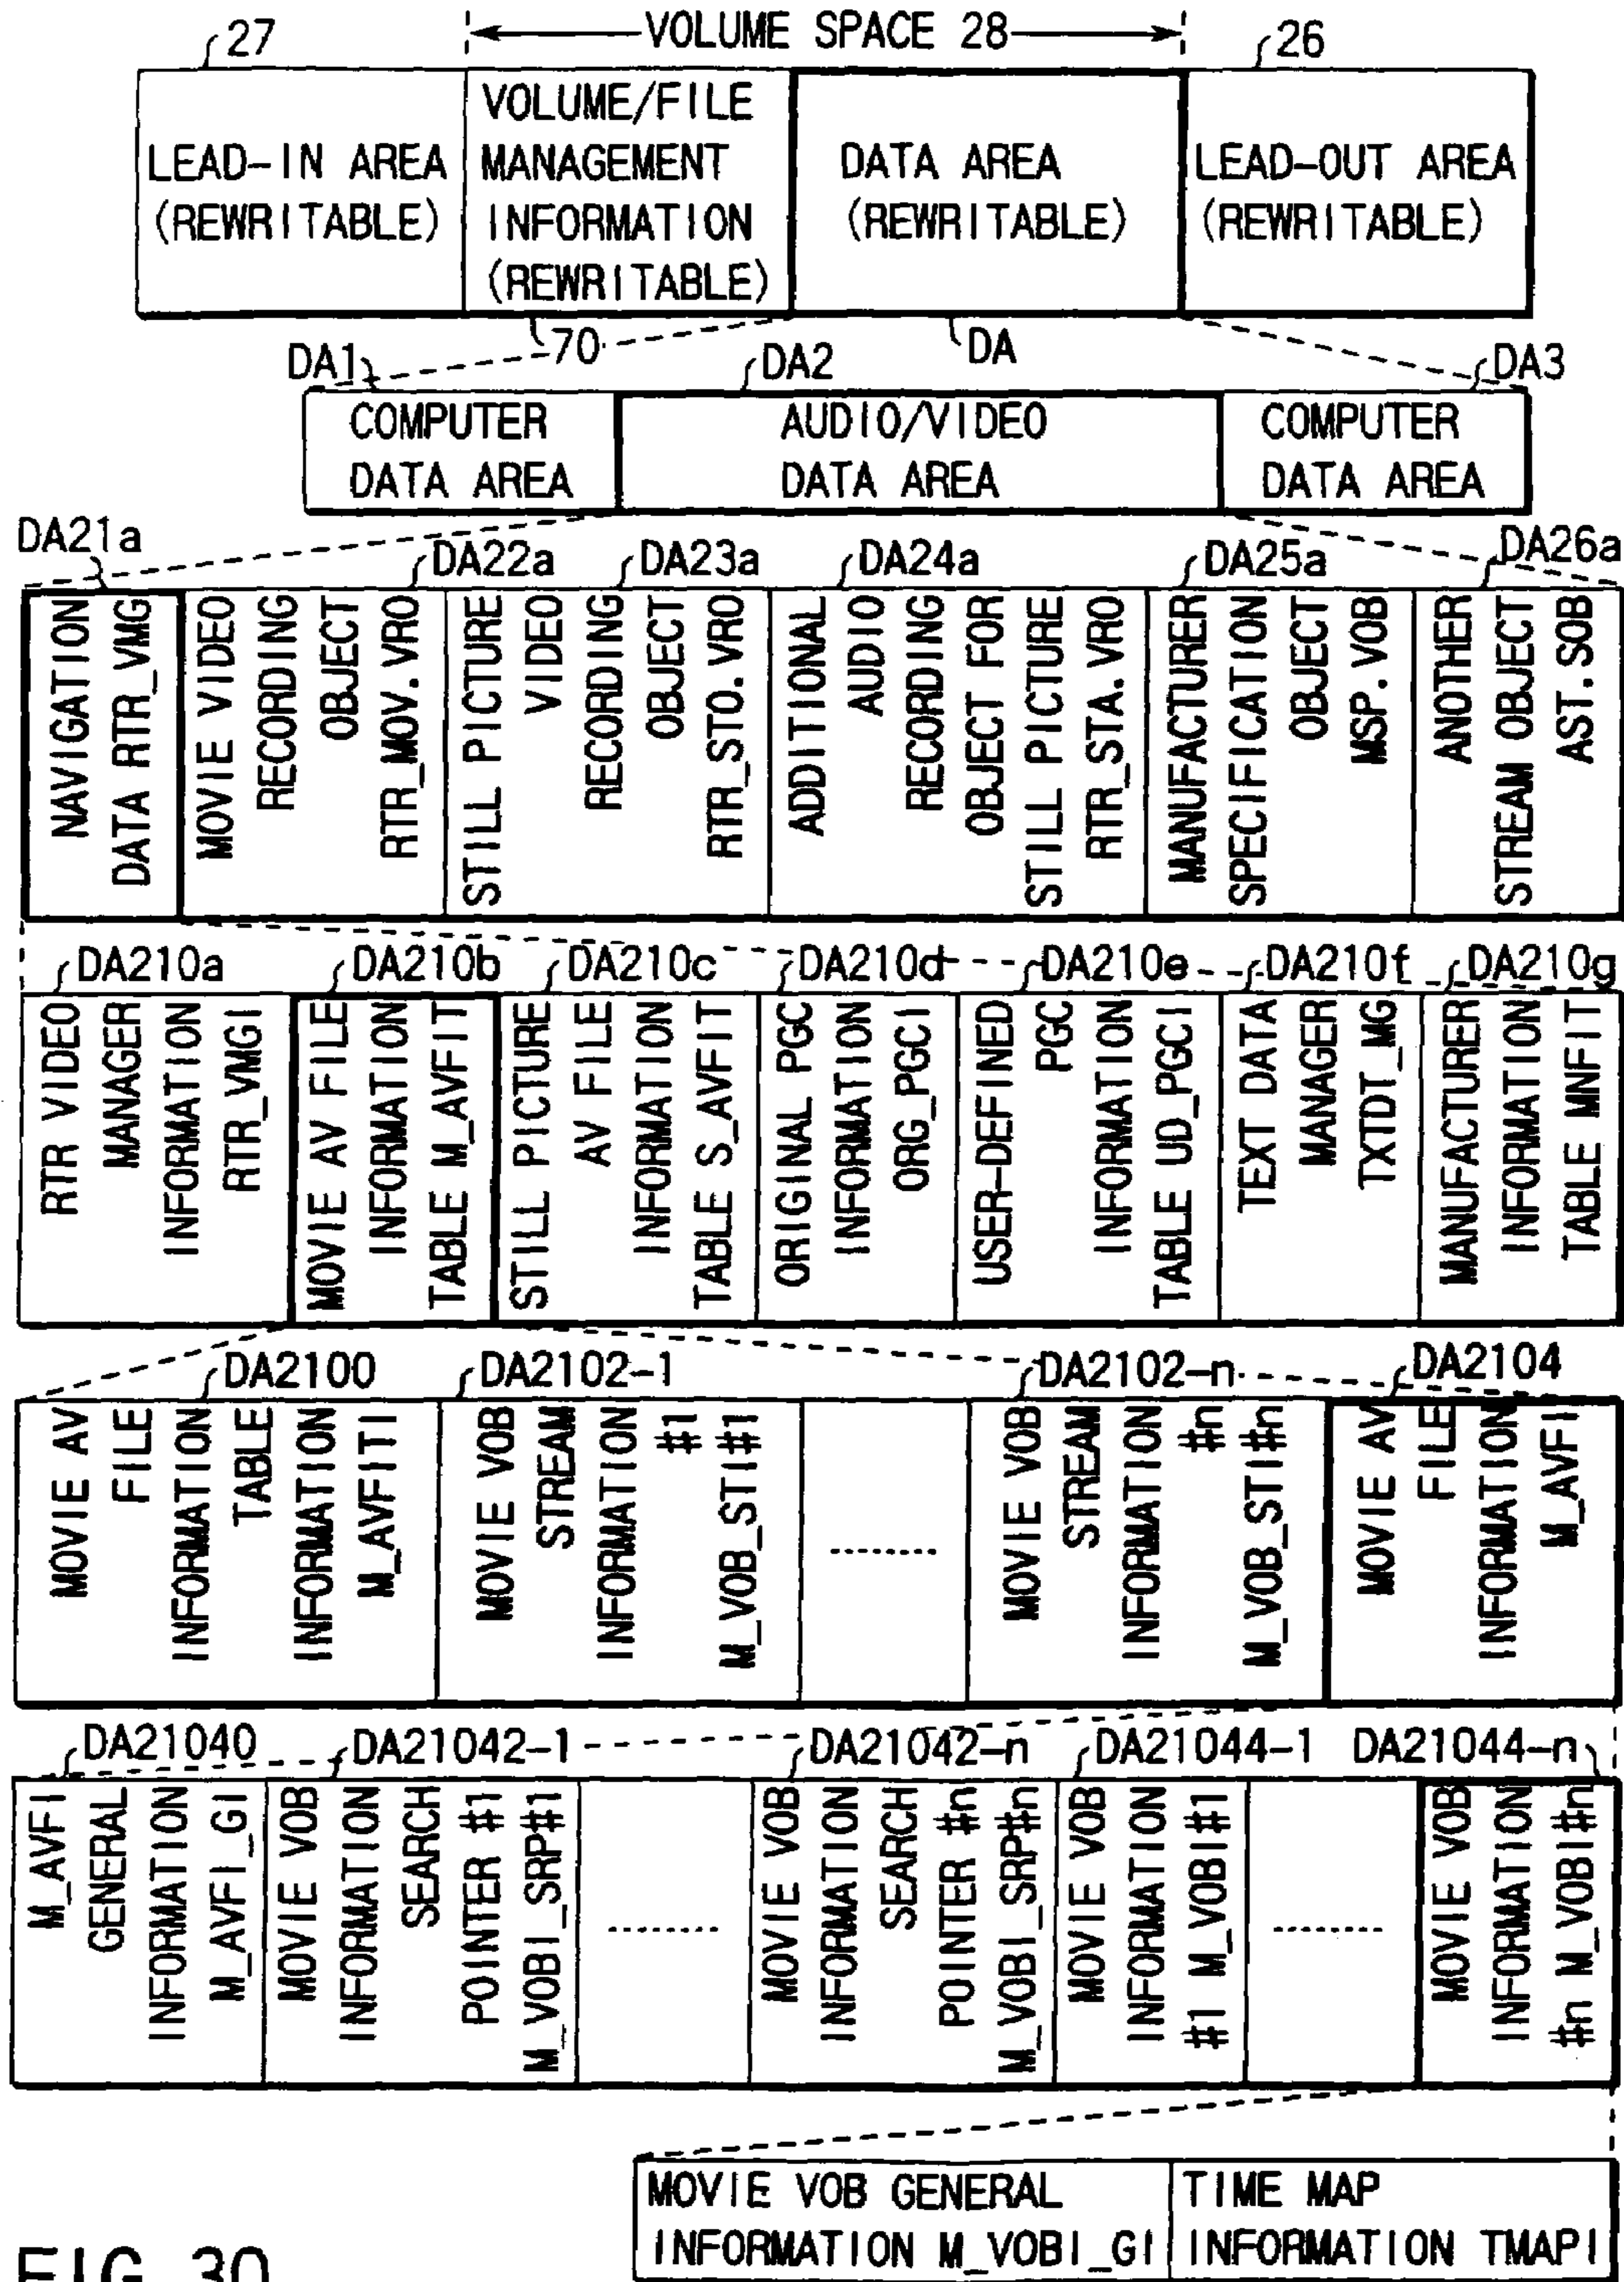 27
VOLUME SPACE 28
26
LEAD-IN AREA
(REWRITABLE)
VOLUME/FILE
MANAGEMENT
INFORMATION
(REWRITABLE)
DATA AREA
(REWRITABLE)
LEAD-OUT AREA
(REWRITABLE)
70
DA
DA1
DA2
DA3
COMPUTER
DATA AREA
AUDIO/VIDEO
DATA AREA
COMPUTER
DATA AREA
DA21a
DA22a
DA23a
DA24a
DA25a
DA26a
NAVIGATION
DATA RTR_VMG
MOVIE VIDEO
RECORDING
OBJECT
RTR_MOV.VRO
STILL PICTURE
VIDEO
RECORDING
OBJECT
RTR_STO.VRO
ADDITIONAL
AUDIO
RECORDING
OBJECT FOR
STILL PICTURE
RTR_STA.VRO
MANUFACTURER
SPECIFICATION
OBJECT
MSP.VOB
ANOTHER
STREAM OBJECT
AST.SOB
DA210a
DA210b
DA210c
DA210d
DA210e
DA210f
DA210g
RTR VIDEO
MANAGER
INFORMATION
RTR_VMGI
MOVIE AV FILE
INFORMATION
TABLE M_AVFIT
STILL PICTURE
AV FILE
INFORMATION
TABLE S_AVFIT
ORIGINAL PGC
INFORMATION
ORG_PGCI
USER-DEFINED
PGC
INFORMATION
TABLE UD_PGCI
TEXT DATA
MANAGER
TXTDT_MG
MANUFACTURER
INFORMATION
TABLE MNFIT
DA2100
DA2102-1
DA2102-n
DA2104
MOVIE AV
FILE
INFORMATION
TABLE
INFORMATION
M_AVFITI
MOVIE VOB
STREAM
INFORMATION
#1
M_VOB_STI#1
........
MOVIE VOB
STREAM
INFORMATION
#n
M_VOB_STI#n
MOVIE AV
FILE
INFORMATION
M_AVFI
DA21040
DA21042-1
DA21042-n
DA21044-1
DA21044-n
M_AVFI
GENERAL
INFORMATION
M_AVFI_GI
MOVIE VOB
INFORMATION
SEARCH
POINTER #1
M_VOBI_SRP#1
........
MOVIE VOB
INFORMATION
SEARCH
POINTER #n
M_VOBI_SRP#n
MOVIE VOB
INFORMATION
#1 M_VOBI#1
........
MOVIE VOB
INFORMATION
#n M_VOBI#n
MOVIE VOB GENERAL
INFORMATION M_VOBI_GI
TIME MAP
INFORMATION TMAPI
FIG. 30